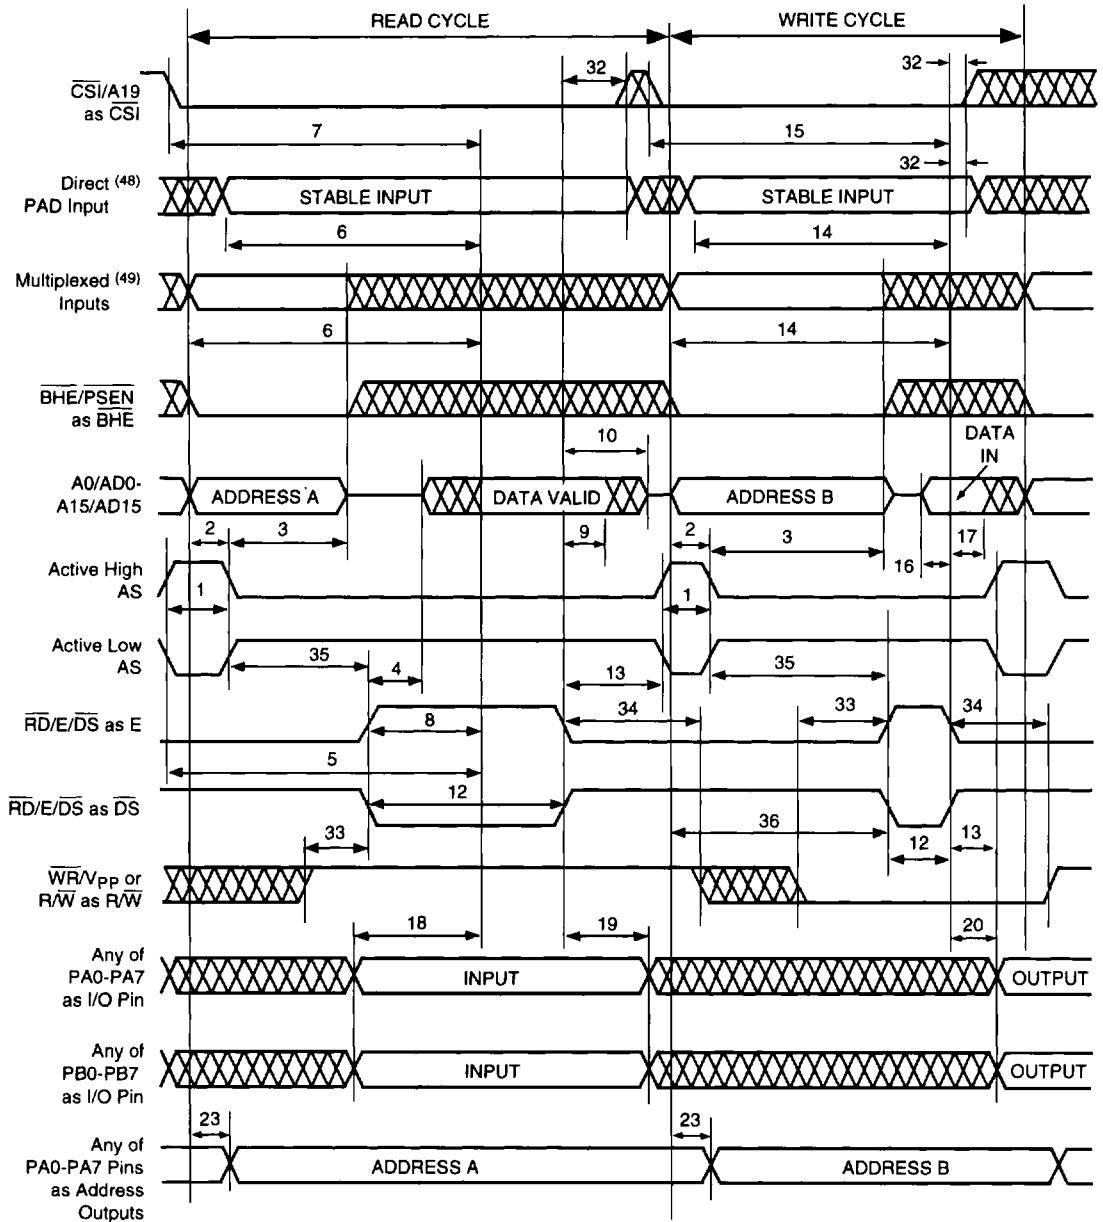 READ CYCLE
WRITE CYCLE
32
32
CSI/A19
as CSI
7
15
32
Direct (48)
PAD Input
STABLE INPUT
STABLE INPUT
6
14
Multiplexed (49)
Inputs
6
14
BHE/PSEN
as BHE
10
DATA
IN
A0/AD0-
A15/AD15
ADDRESS A
DATA VALID
ADDRESS B
2
3
9
2
3
16
17
Active High
AS
1
1
Active Low
AS
35
4
13
35
34
33
34
RD/E/DS as E
8
5
RD/E/DS as DS
12
36
33
12
13
WR/VPP or
R/W as R/W
18
19
20
Any of
PA0-PA7
as I/O Pin
INPUT
OUTPUT
Any of
PB0-PB7
as I/O Pin
INPUT
OUTPUT
23
23
Any of
PA0-PA7 Pins
as Address
Outputs
ADDRESS A
ADDRESS B